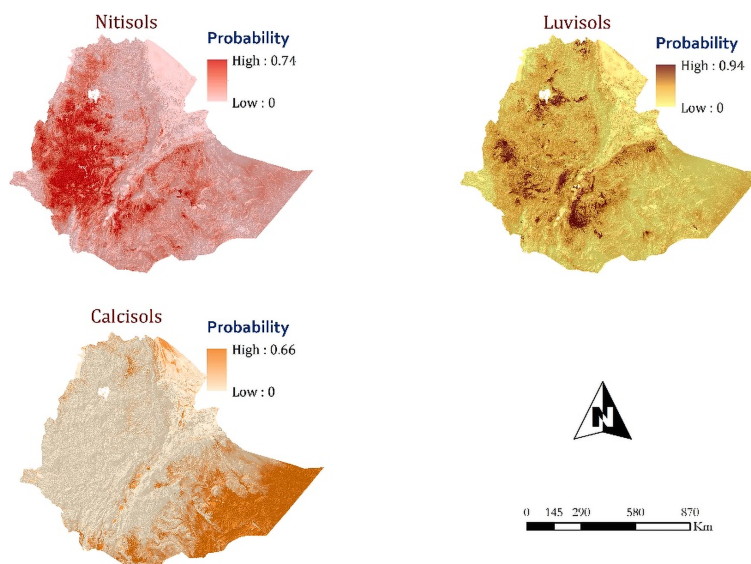 Nitisols
Probability
High : 0.74
Low : 0
Luvisols
Probability
High : 0.94
Low : 0
Calcisols
Probability
High : 0.66
Low : 0
N
0 145 290 580 870
Km